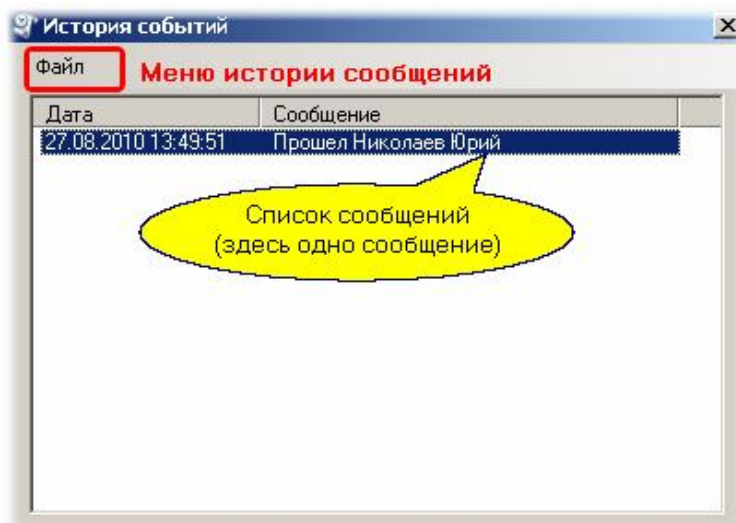 История событий
Файл
Меню истории сообщений
Дата Сообщение
27.08.2010 13:49:51 Прошел Николаев Юрий
Список сообщений
(здесь одно сообщение)